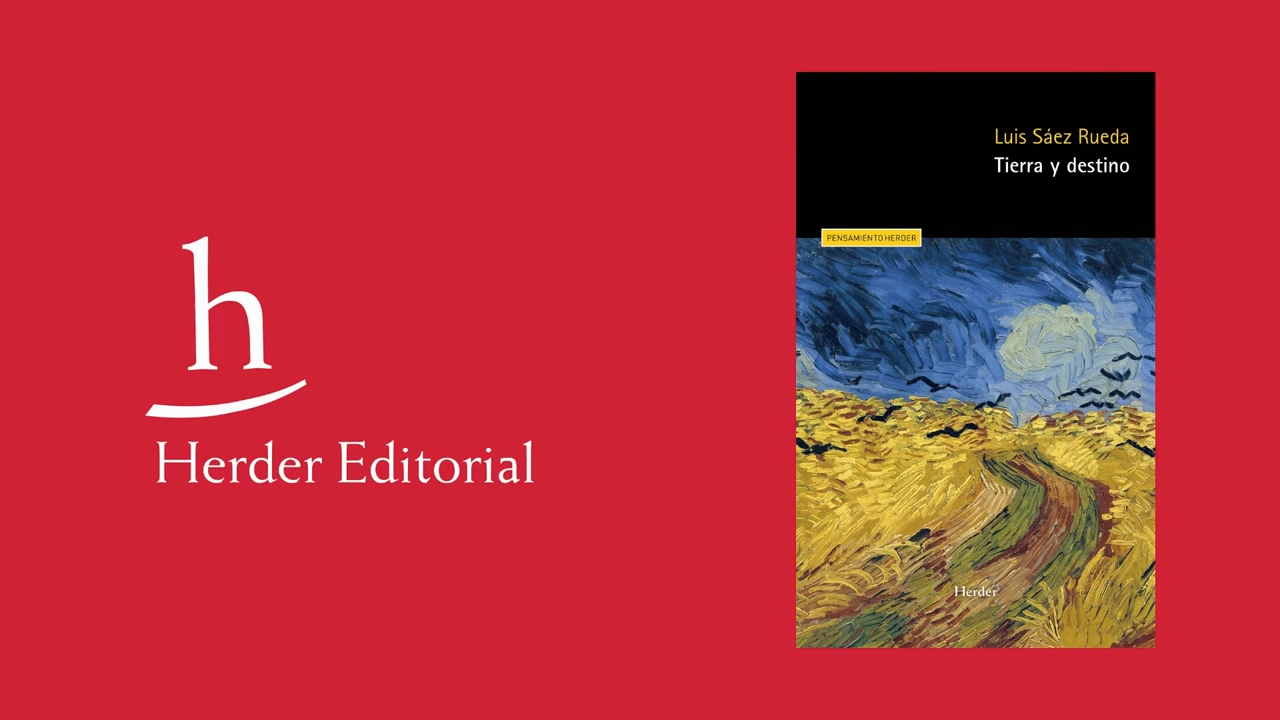 h
Herder Editorial
Luis Sáez Rueda
Tierra y destino
PENSAMIENTO HERDER
Herder